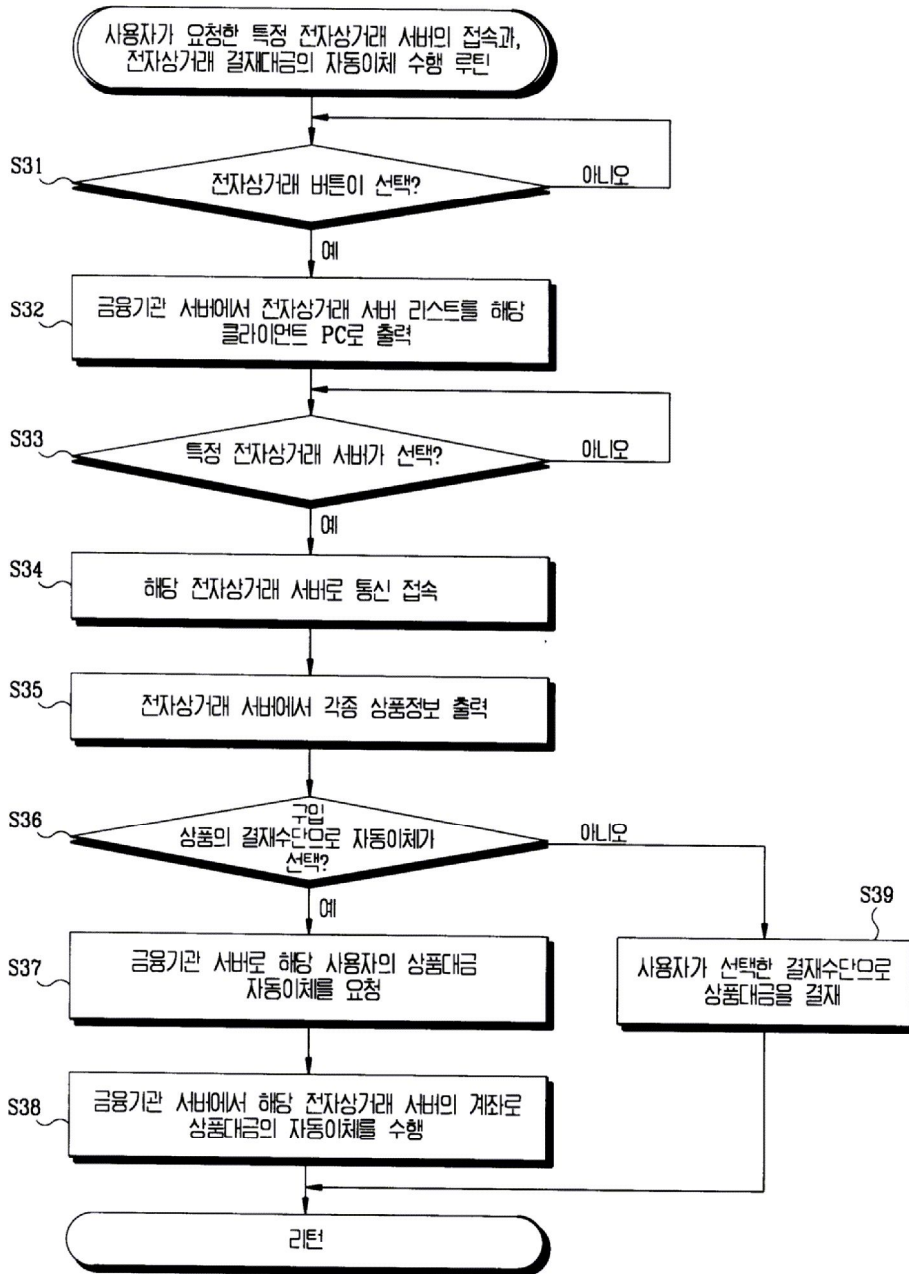 사용자가 요청한 특정 전자상거래 서버의 접속과,
전자상거래 결재대금의 자동이체 수행 루틴
S31
전자상거래 버튼이 선택?
아니오
예
S32
금융기관 서버에서 전자상거래 서버 리스트를 해당
클라이먼트 PC로 출력
S33
특정 전자상거래 서버가 선택?
아니오
예
S34
해당 전자상거래 서버로 통신 접속
S35
전자상거래 서버에서 각종 상품정보 출력
S36
구입
상품의 결재수단므로 자동이체가
선택?
아니오
예
S39
S37
금융기관 서버로 해당 사용자의 상품대금
자동이체를 요청
사용자가 선택한 결재수단므로
상품대금을 결재
S38
금융기관 서버에서 해당 전자상거래 서버의 계좌로
상품대금의 자동이체를 수행
리턴